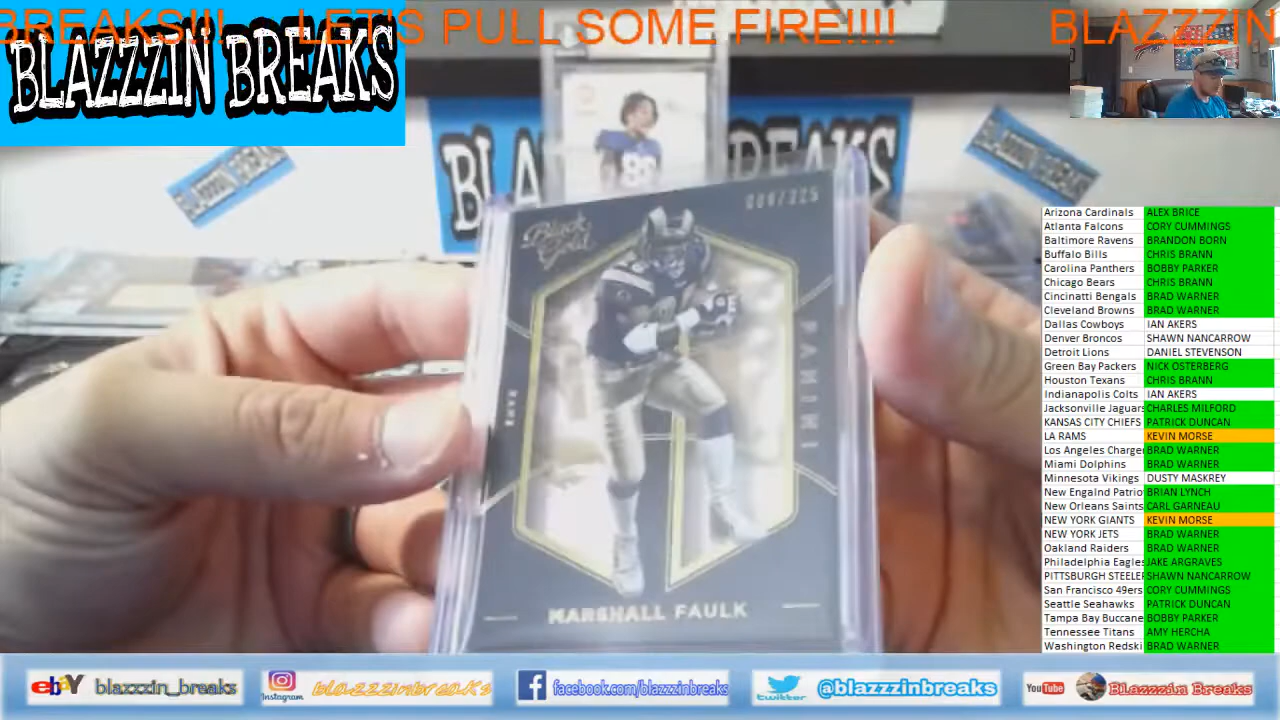 BREAKS!!! LET'S PULL SOME FIRE!!!! BLAZZZIN
BLAZZZIN BREAKS
BLA BREAKS
Black Gold
PANINI
MARSHALL FAULK
Arizona Cardinals ALEX BRICE
Atlanta Falcons CORY CUMMINGS
Baltimore Ravens BRANDON BORN
Buffalo Bills CHRIS BRANN
Carolina Panthers BOBBY PARKER
Chicago Bears CHRIS BRANN
Cincinatti Bengals BRAD WARNER
Cleveland Browns BRAD WARNER
Dallas Cowboys IAN AKERS
Denver Broncos SHAWN NANCARROW
Detroit Lions DANIEL STEVENSON
Green Bay Packers NICK OSTERBERG
Houston Texans CHRIS BRANN
Indianapolis Colts IAN AKERS
Jacksonville Jaguars CHARLES MILFORD
KANSAS CITY CHIEFS PATRICK DUNCAN
LA RAMS KEVIN MORSE
Los Angeles Charge BRAD WARNER
Miami Dolphins BRAD WARNER
Minnesota Vikings DUSTY MASKREY
New Engalnd Patrio BRIAN LYNCH
New Orleans Saints CARL GARNEAU
NEW YORK GIANTS KEVIN MORSE
NEW YORK JETS BRAD WARNER
Oakland Raiders BRAD WARNER
Philadelphia Eagles JAKE ARGRAVES
PITTSBURGH STEELE SHAWN NANCARROW
San Francisco 49ers CORY CUMMINGS
Seattle Seahawks PATRICK DUNCAN
Tampa Bay Buccane BOBBY PARKER
Tennessee Titans AMY HERCHA
Washington Redski BRAD WARNER
ebay blazzzin_breaks
Instagram blazzzinbreaks
facebook.com/blazzzinbreaks
twitter @blazzzinbreaks
YouTube Blazzzin Breaks